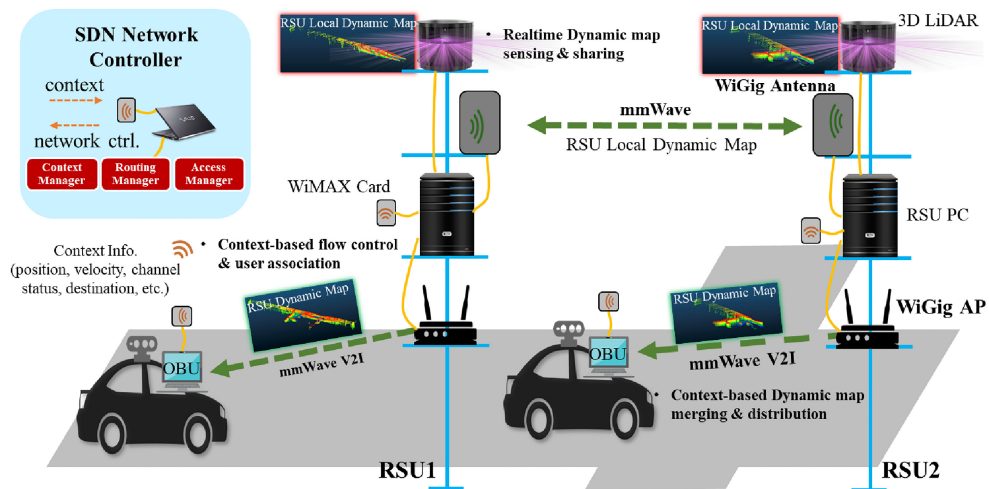 SDN Network
Controller
context
network ctrl.
Context
Manager
Routing
Manager
Access
Manager
RSU Local Dynamic Map
• Realtime Dynamic map
sensing & sharing
RSU Local Dynamic Map
3D LiDAR
WiGig Antenna
mmWave
RSU Local Dynamic Map
WiMAX Card
RSU PC
Context Info.
(position, velocity, channel
status, destination, etc.)
• Context-based flow control
& user association
RSU Dynamic Map
RSU Dynamic Map
WiGig AP
OBU
mmWave V2I
OBU
mmWave V2I
• Context-based Dynamic map
merging & distribution
RSU1
RSU2